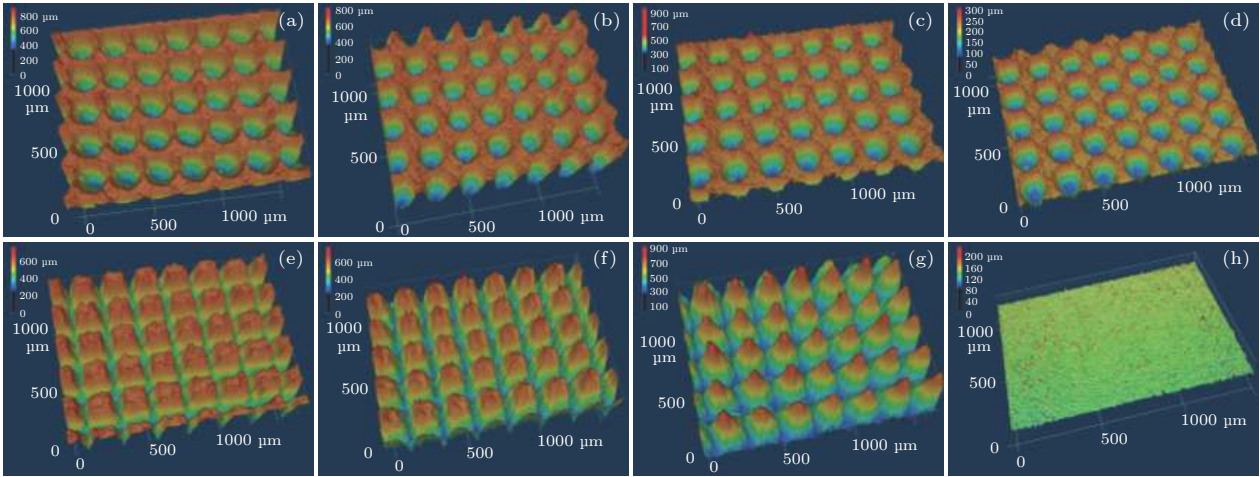 (a)
800 µm
600
400
200
0
1000
µm
500
0
0
500
1000 µm
(b)
800 µm
600
400
200
0
1000
µm
500
0
0
500
1000 µm
(c)
900 µm
700
500
300
100
1000
µm
500
0
0
500
1000 µm
(d)
300 µm
250
200
150
100
50
0
1000
µm
500
0
0
500
1000 µm
(e)
600 µm
400
200
0
1000
µm
500
0
0
500
1000 µm
(f)
600 µm
400
200
0
1000
µm
500
0
0
500
1000 µm
(g)
900 µm
700
500
300
100
1000
µm
500
0
0
500
1000 µm
(h)
200 µm
160
120
80
40
0
1000
µm
500
0
0
500
1000 µm